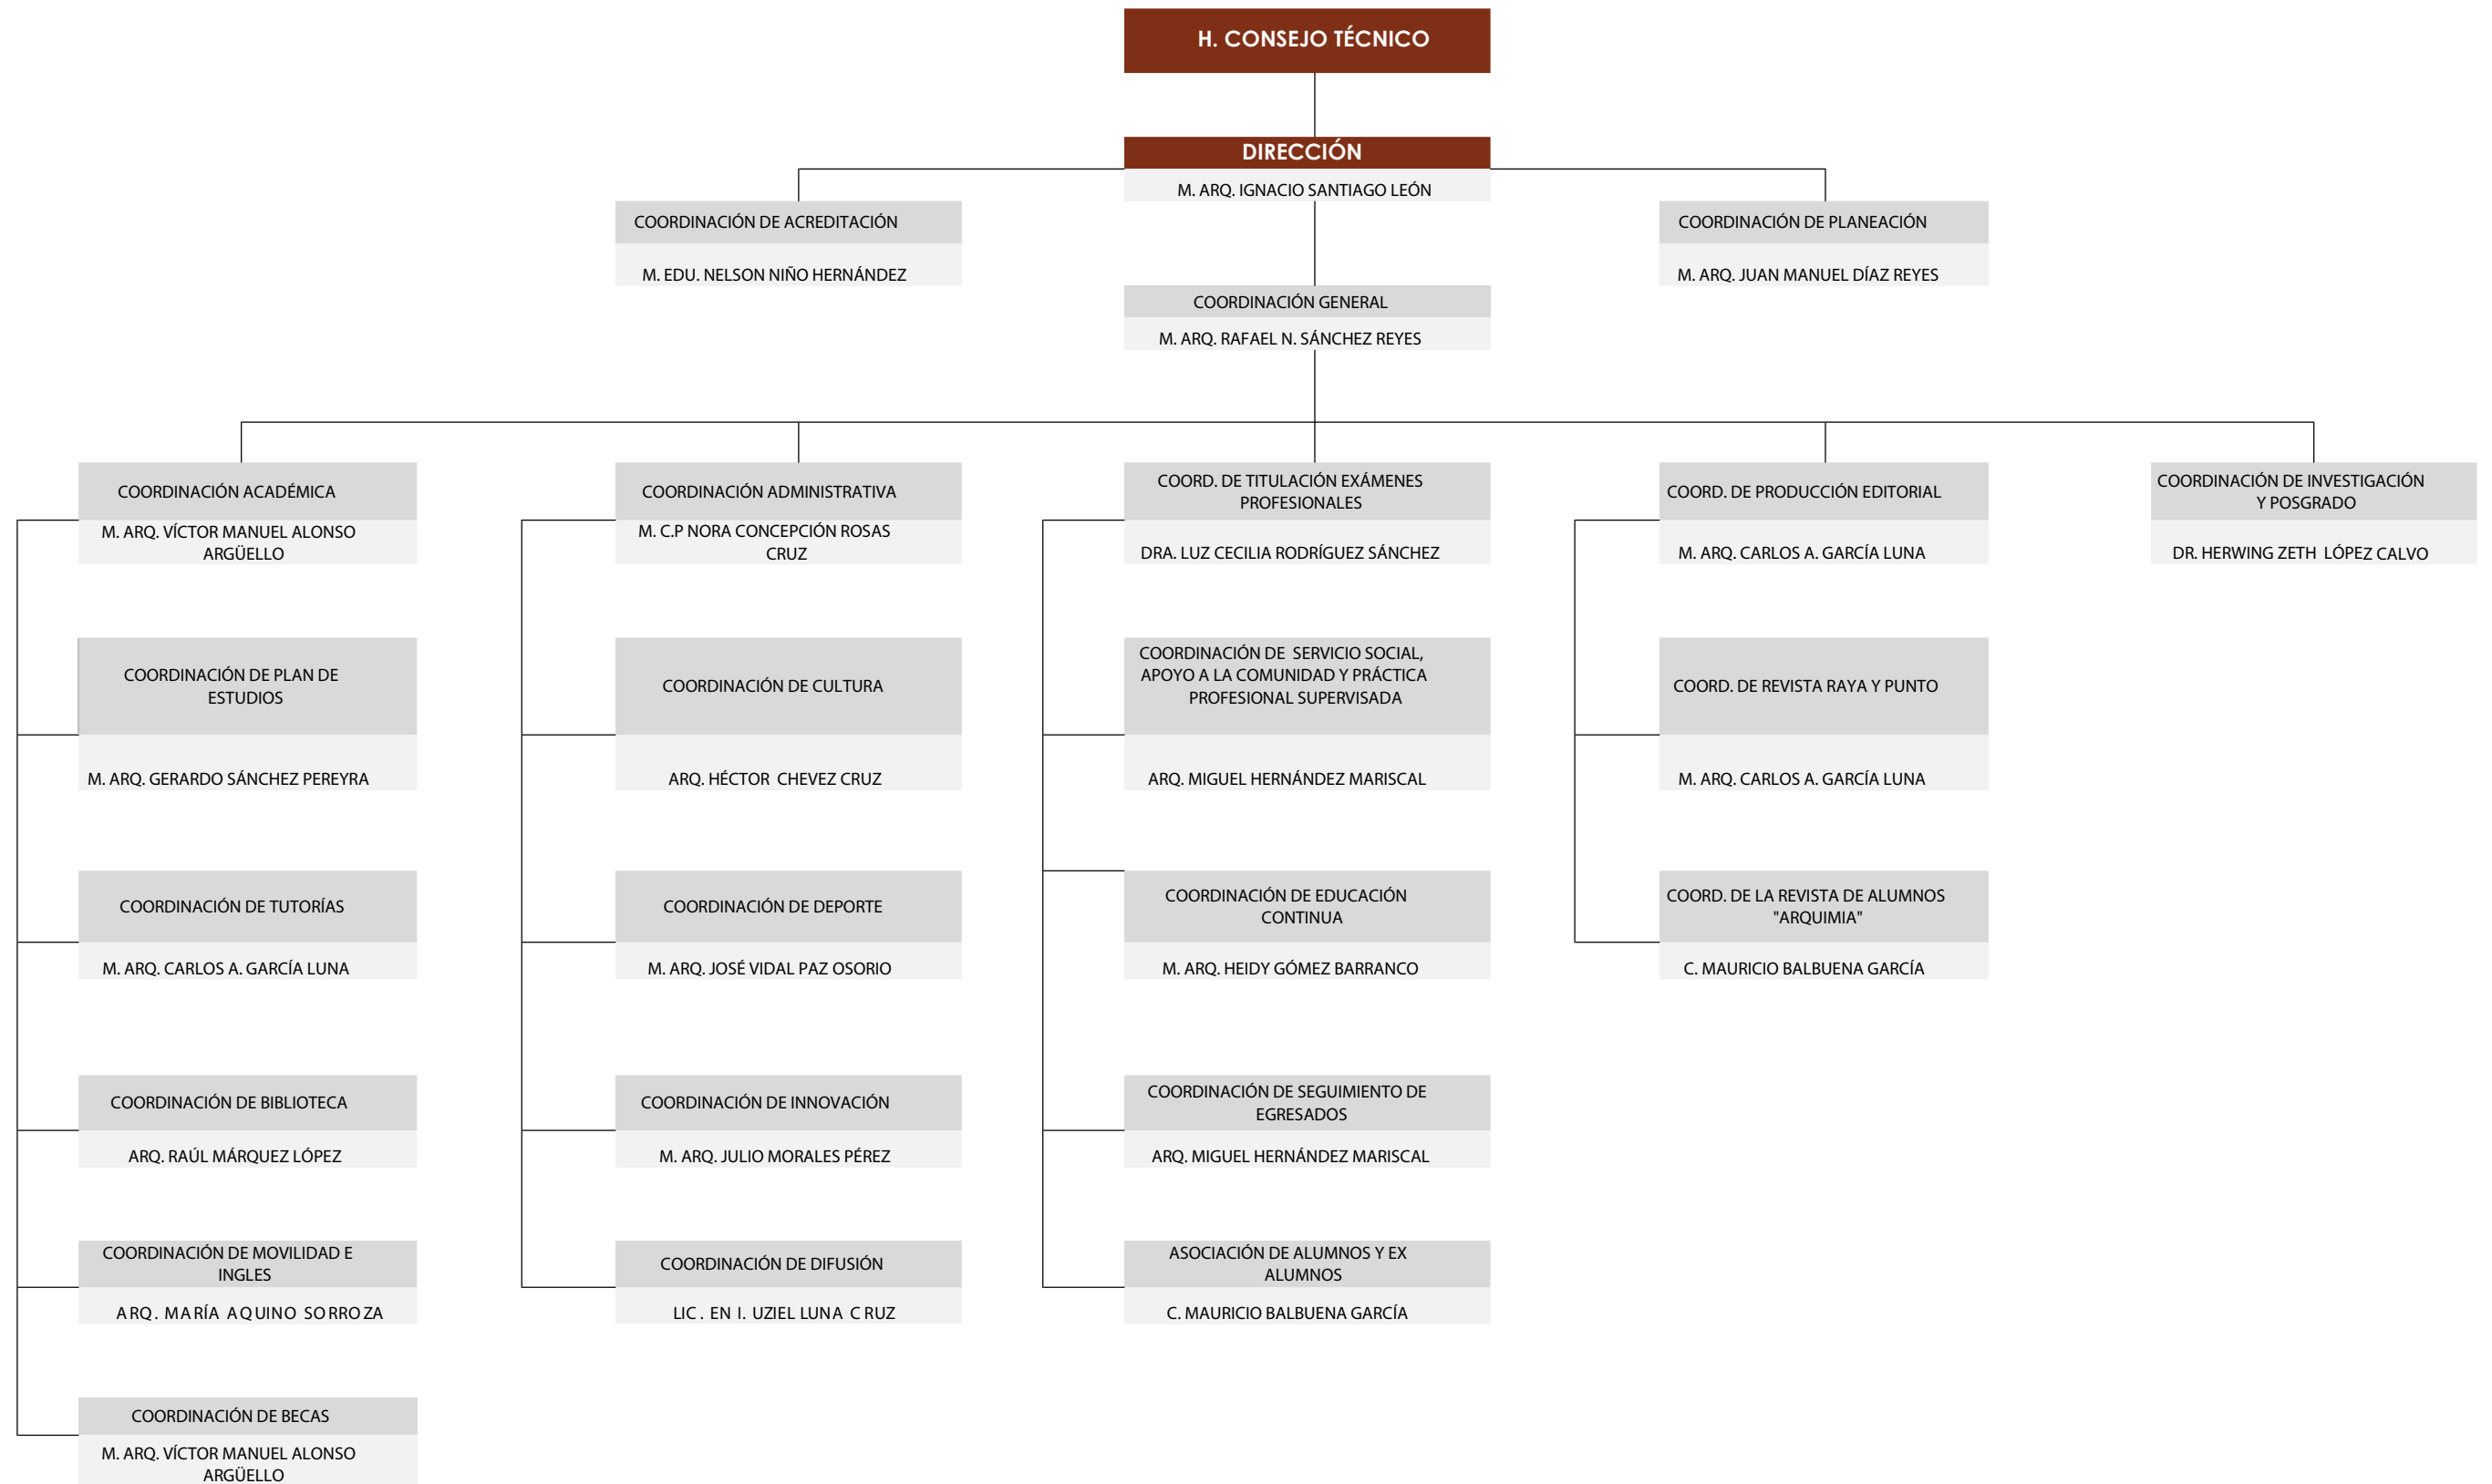 H. CONSEJO TÉCNICO
DIRECCIÓN
M. ARQ. IGNACIO SANTIAGO LEÓN
COORDINACIÓN DE ACREDITACIÓN
M. EDU. NELSON NIÑO HERNÁNDEZ
COORDINACIÓN DE PLANEACIÓN
M. ARQ. JUAN MANUEL DÍAZ REYES
COORDINACIÓN GENERAL
M. ARQ. RAFAEL N. SÁNCHEZ REYES
COORDINACIÓN ACADÉMICA
M. ARQ. VÍCTOR MANUEL ALONSO
ARGÜELLO
COORDINACIÓN DE PLAN DE
ESTUDIOS
M. ARQ. GERARDO SÁNCHEZ PEREYRA
COORDINACIÓN DE TUTORÍAS
M. ARQ. CARLOS A. GARCÍA LUNA
COORDINACIÓN DE BIBLIOTECA
ARQ. RAÚL MÁRQUEZ LÓPEZ
COORDINACIÓN DE MOVILIDAD E
INGLES
ARQ. MARÍA AQUINO SORROZA
COORDINACIÓN DE BECAS
M. ARQ. VÍCTOR MANUEL ALONSO
ARGÜELLO
COORDINACIÓN ADMINISTRATIVA
M. C.P NORA CONCEPCIÓN ROSAS
CRUZ
COORDINACIÓN DE CULTURA
ARQ. HÉCTOR CHEVEZ CRUZ
COORDINACIÓN DE DEPORTE
M. ARQ. JOSÉ VIDAL PAZ OSORIO
COORDINACIÓN DE INNOVACIÓN
M. ARQ. JULIO MORALES PÉREZ
COORDINACIÓN DE DIFUSIÓN
LIC. EN I. UZIEL LUNA CRUZ
COORD. DE TITULACIÓN EXÁMENES
PROFESIONALES
DRA. LUZ CECILIA RODRÍGUEZ SÁNCHEZ
COORDINACIÓN DE SERVICIO SOCIAL,
APOYO A LA COMUNIDAD Y PRÁCTICA
PROFESIONAL SUPERVISADA
ARQ. MIGUEL HERNÁNDEZ MARISCAL
COORDINACIÓN DE EDUCACIÓN
CONTINUA
M. ARQ. HEIDY GÓMEZ BARRANCO
COORDINACIÓN DE SEGUIMIENTO DE
EGRESADOS
ARQ. MIGUEL HERNÁNDEZ MARISCAL
ASOCIACIÓN DE ALUMNOS Y EX
ALUMNOS
C. MAURICIO BALBUENA GARCÍA
COORD. DE PRODUCCIÓN EDITORIAL
M. ARQ. CARLOS A. GARCÍA LUNA
COORD. DE REVISTA RAYA Y PUNTO
M. ARQ. CARLOS A. GARCÍA LUNA
COORD. DE LA REVISTA DE ALUMNOS
"ARQUIMIA"
C. MAURICIO BALBUENA GARCÍA
COORDINACIÓN DE INVESTIGACIÓN
Y POSGRADO
DR. HERWING ZETH LÓPEZ CALVO